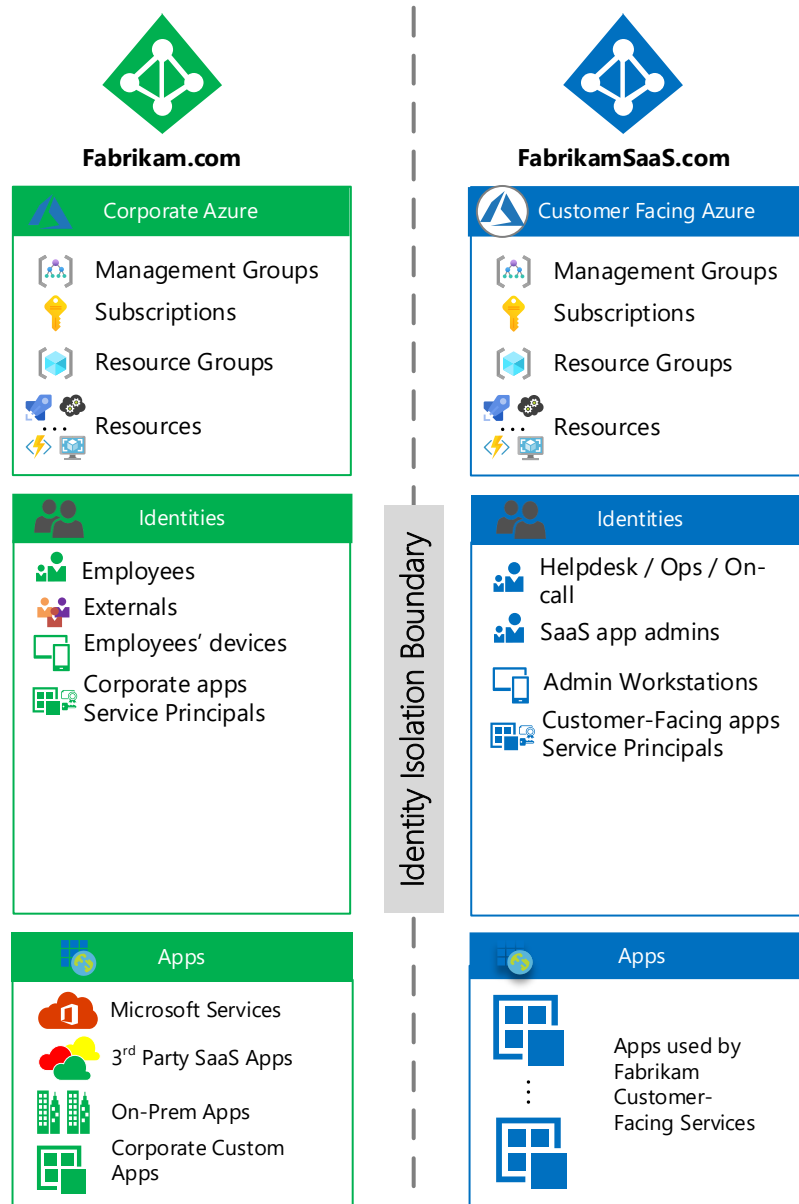 Fabrikam.com
Corporate Azure
Management Groups
Subscriptions
Resource Groups
...
Resources
Identities
Employees
Externals
Employees’ devices
Corporate apps
Service Principals
Apps
Microsoft Services
3rd Party SaaS Apps
On-Prem Apps
Corporate Custom
Apps
Identity Isolation Boundary
FabrikamSaaS.com
Customer Facing Azure
Management Groups
Subscriptions
Resource Groups
...
Resources
Identities
Helpdesk / Ops / On-
call
SaaS app admins
Admin Workstations
Customer-Facing apps
Service Principals
Apps
Apps used by
Fabrikam
Customer-
Facing Services